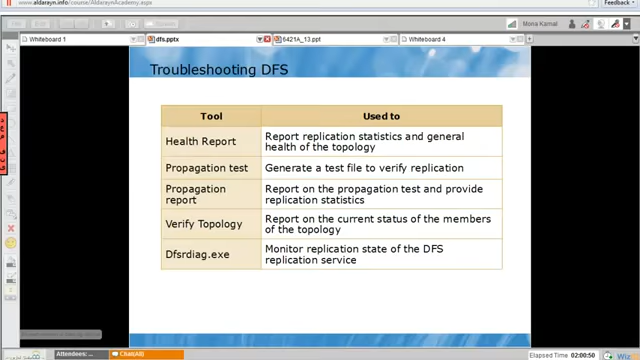 aldarayn.info/course/AldaraynAcademy.aspx
Feedback
Mona Kamal
Whiteboard 1
dfs.pptx
6421A_13.ppt
Whiteboard 4
Troubleshooting DFS
Tool
Used to
Health Report
Report replication statistics and general
health of the topology
Propagation test
Generate a test file to verify replication
Propagation
report
Report on the propagation test and provide
replication statistics
Verify Topology
Report on the current status of the members
of the topology
Dfsrdiag.exe
Monitor replication state of the DFS
replication service
Attendees:
Chat(All)
Elapsed Time
2:00:50
Wiz